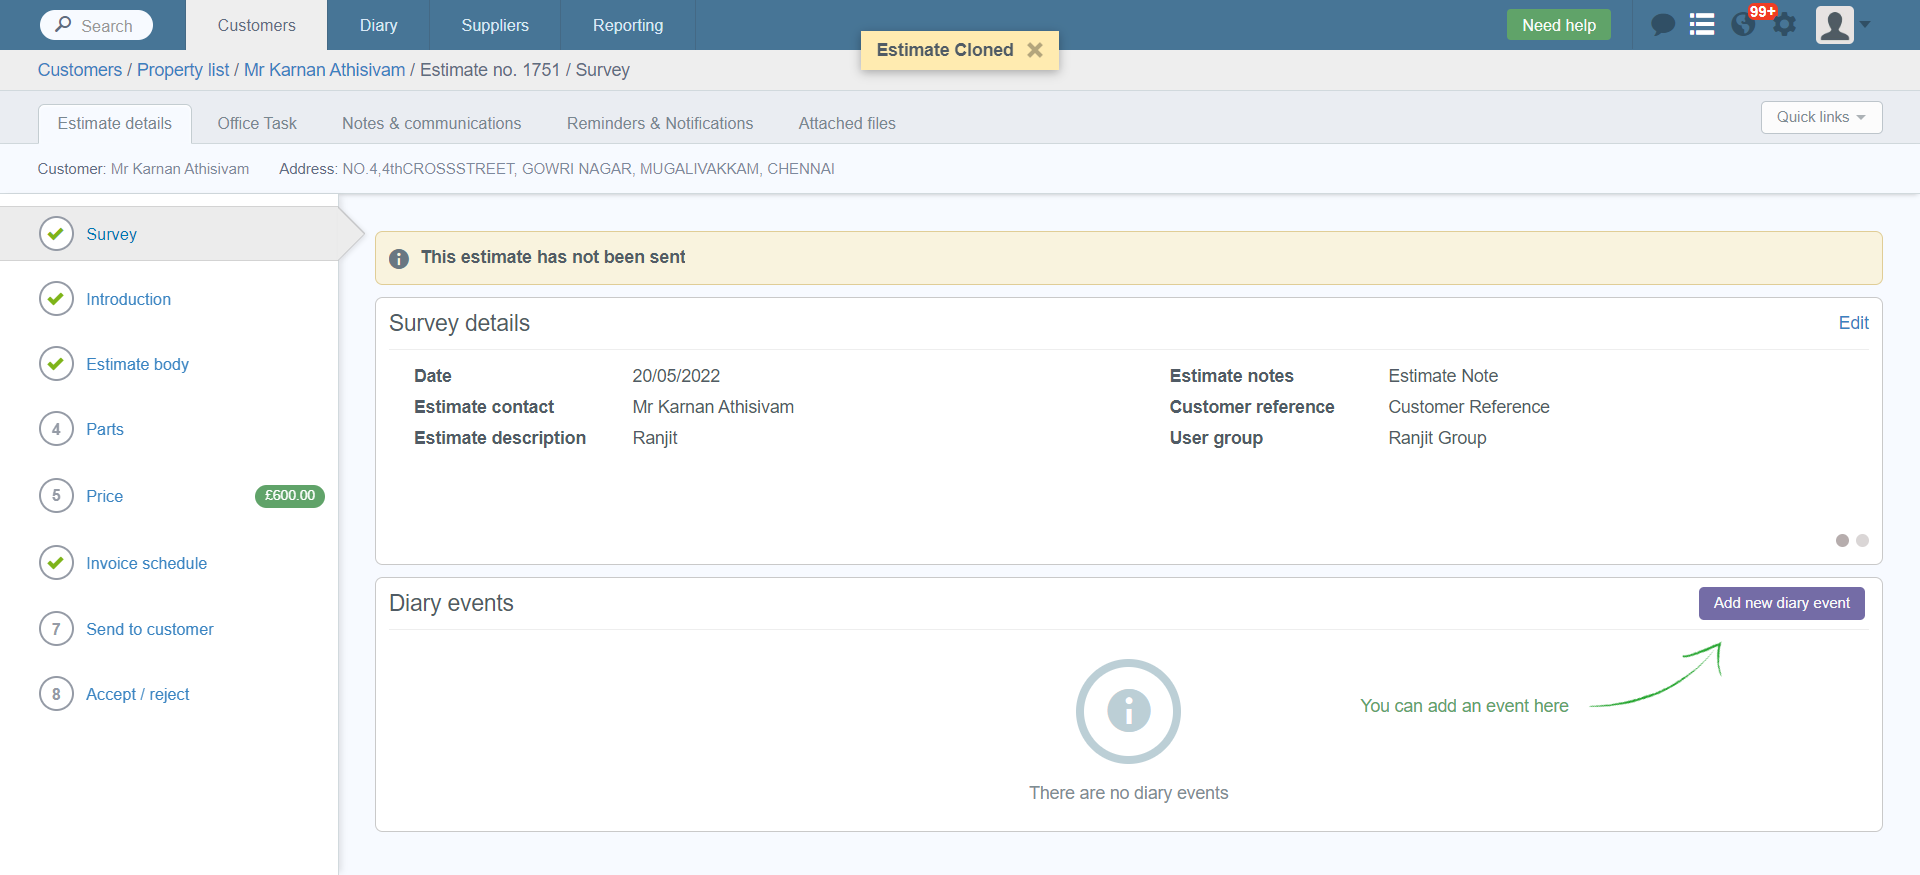 Search
Customers
Diary
Suppliers
Reporting
Need help
99+
Estimate Cloned
Customers / Property list / Mr Karnan Athisivam / Estimate no. 1751 / Survey
Estimate details
Office Task
Notes & communications
Reminders & Notifications
Attached files
Quick links
Customer: Mr Karnan Athisivam
Address: NO.4,4thCROSSSTREET, GOWRI NAGAR, MUGALIVAKKAM, CHENNAI
Survey
Introduction
Estimate body
4 Parts
5 Price £600.00
Invoice schedule
7 Send to customer
8 Accept / reject
This estimate has not been sent
Survey details
Edit
Date 20/05/2022
Estimate contact Mr Karnan Athisivam
Estimate description Ranjit
Estimate notes Estimate Note
Customer reference Customer Reference
User group Ranjit Group
Diary events
Add new diary event
You can add an event here
There are no diary events